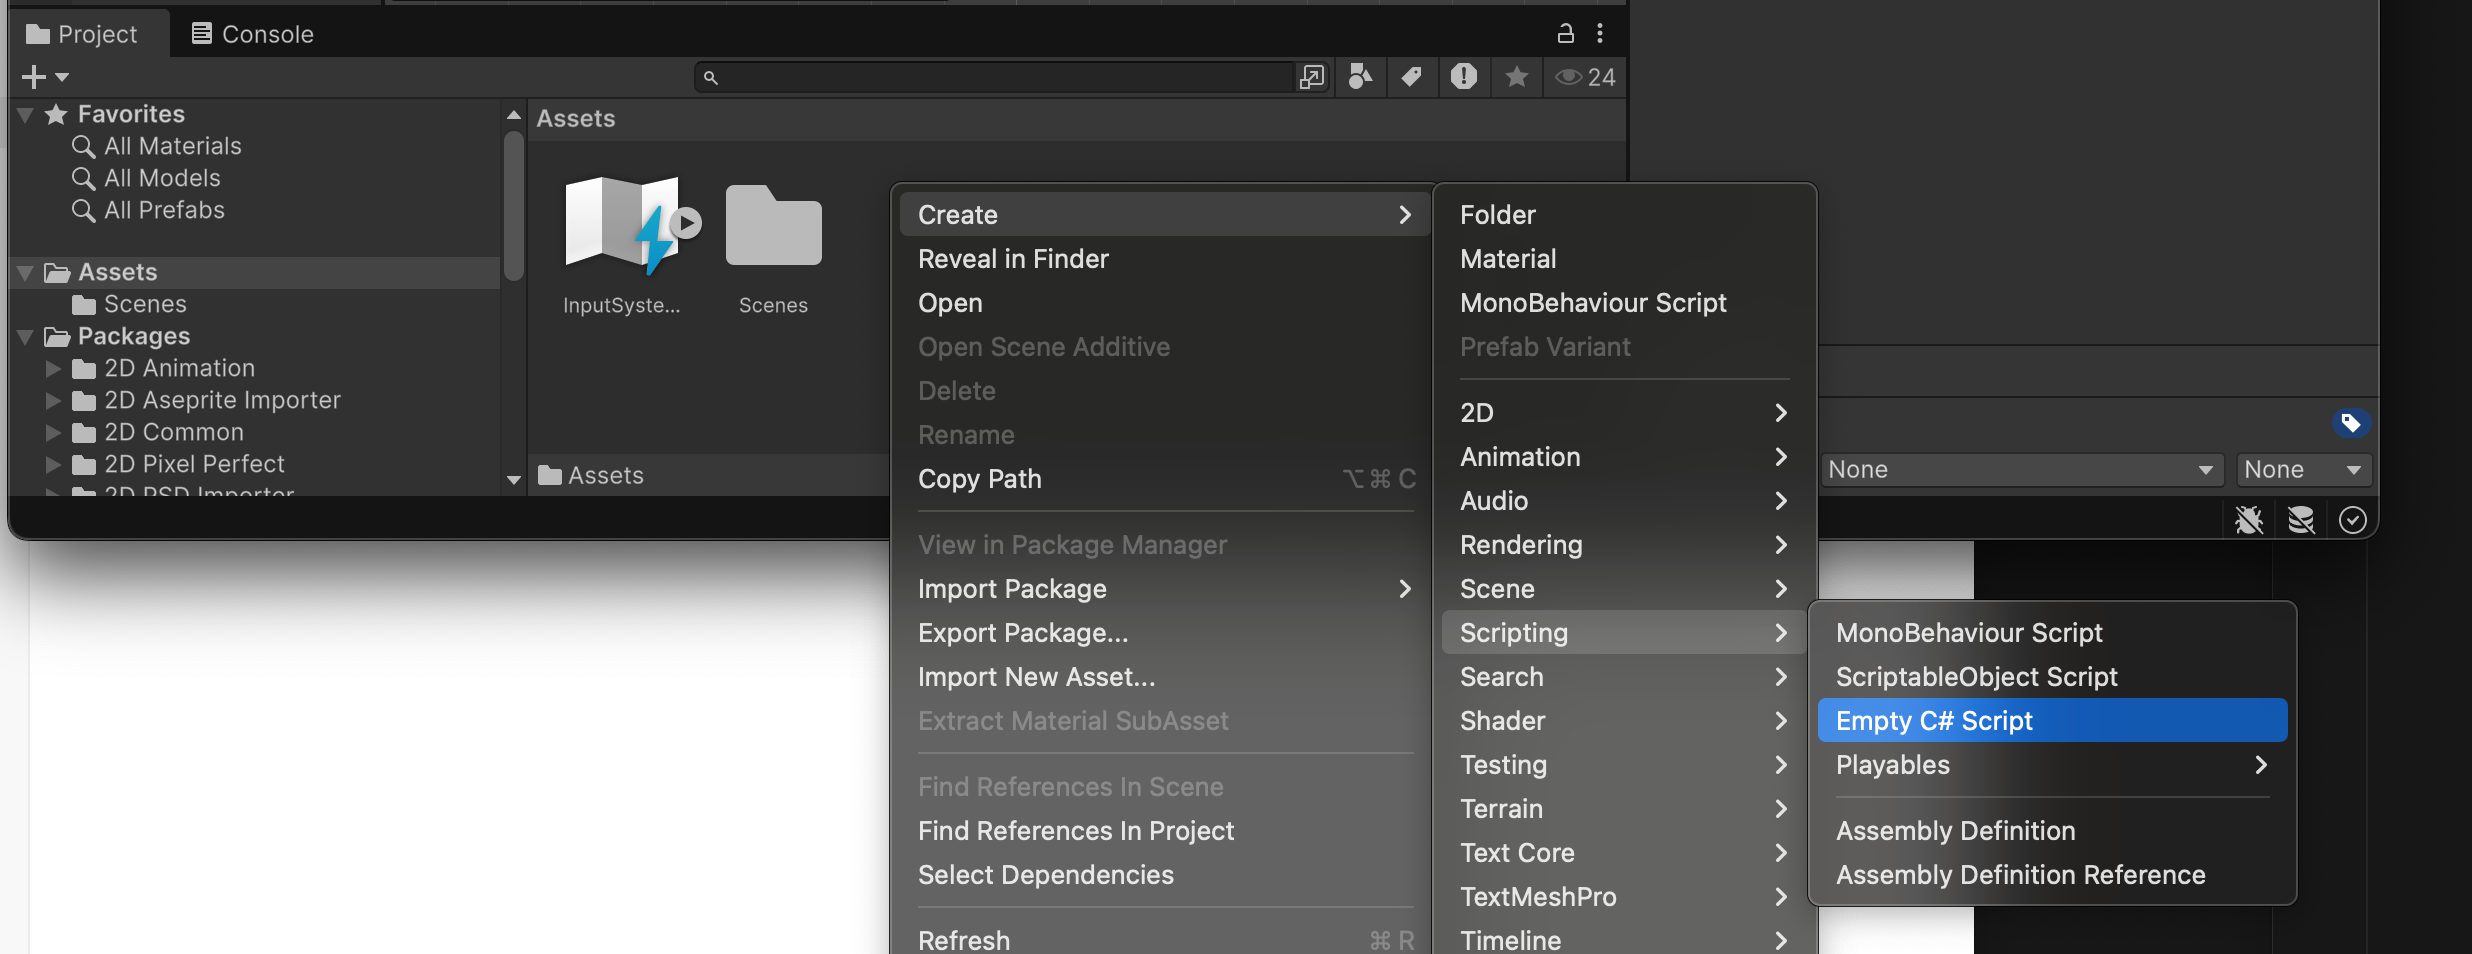 Project
Console
24
Favorites
All Materials
All Models
All Prefabs
Assets
Scenes
Packages
2D Animation
2D Aseprite Importer
2D Common
2D Pixel Perfect
2D PSD Importer
Assets
InputSyste...
Scenes
Assets
Create
Reveal in Finder
Open
Open Scene Additive
Delete
Rename
Copy Path ⌥⌘C
View in Package Manager
Import Package
Export Package...
Import New Asset...
Extract Material SubAsset
Find References In Scene
Find References In Project
Select Dependencies
Refresh ⌘R
Folder
Material
MonoBehaviour Script
Prefab Variant
2D
Animation
Audio
Rendering
Scene
Scripting
Search
Shader
Testing
Terrain
Text Core
TextMeshPro
Timeline
MonoBehaviour Script
ScriptableObject Script
Empty C# Script
Playables
Assembly Definition
Assembly Definition Reference
None
None